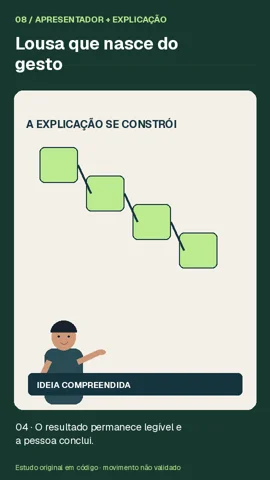 08 / APRESENTADOR + EXPLICAÇÃO
Lousa que nasce do
gesto
A EXPLICAÇÃO SE CONSTRÓI
IDEIA COMPREENDIDA
04 · O resultado permanece legível e
a pessoa conclui.
Estudo original em código · movimento não validado